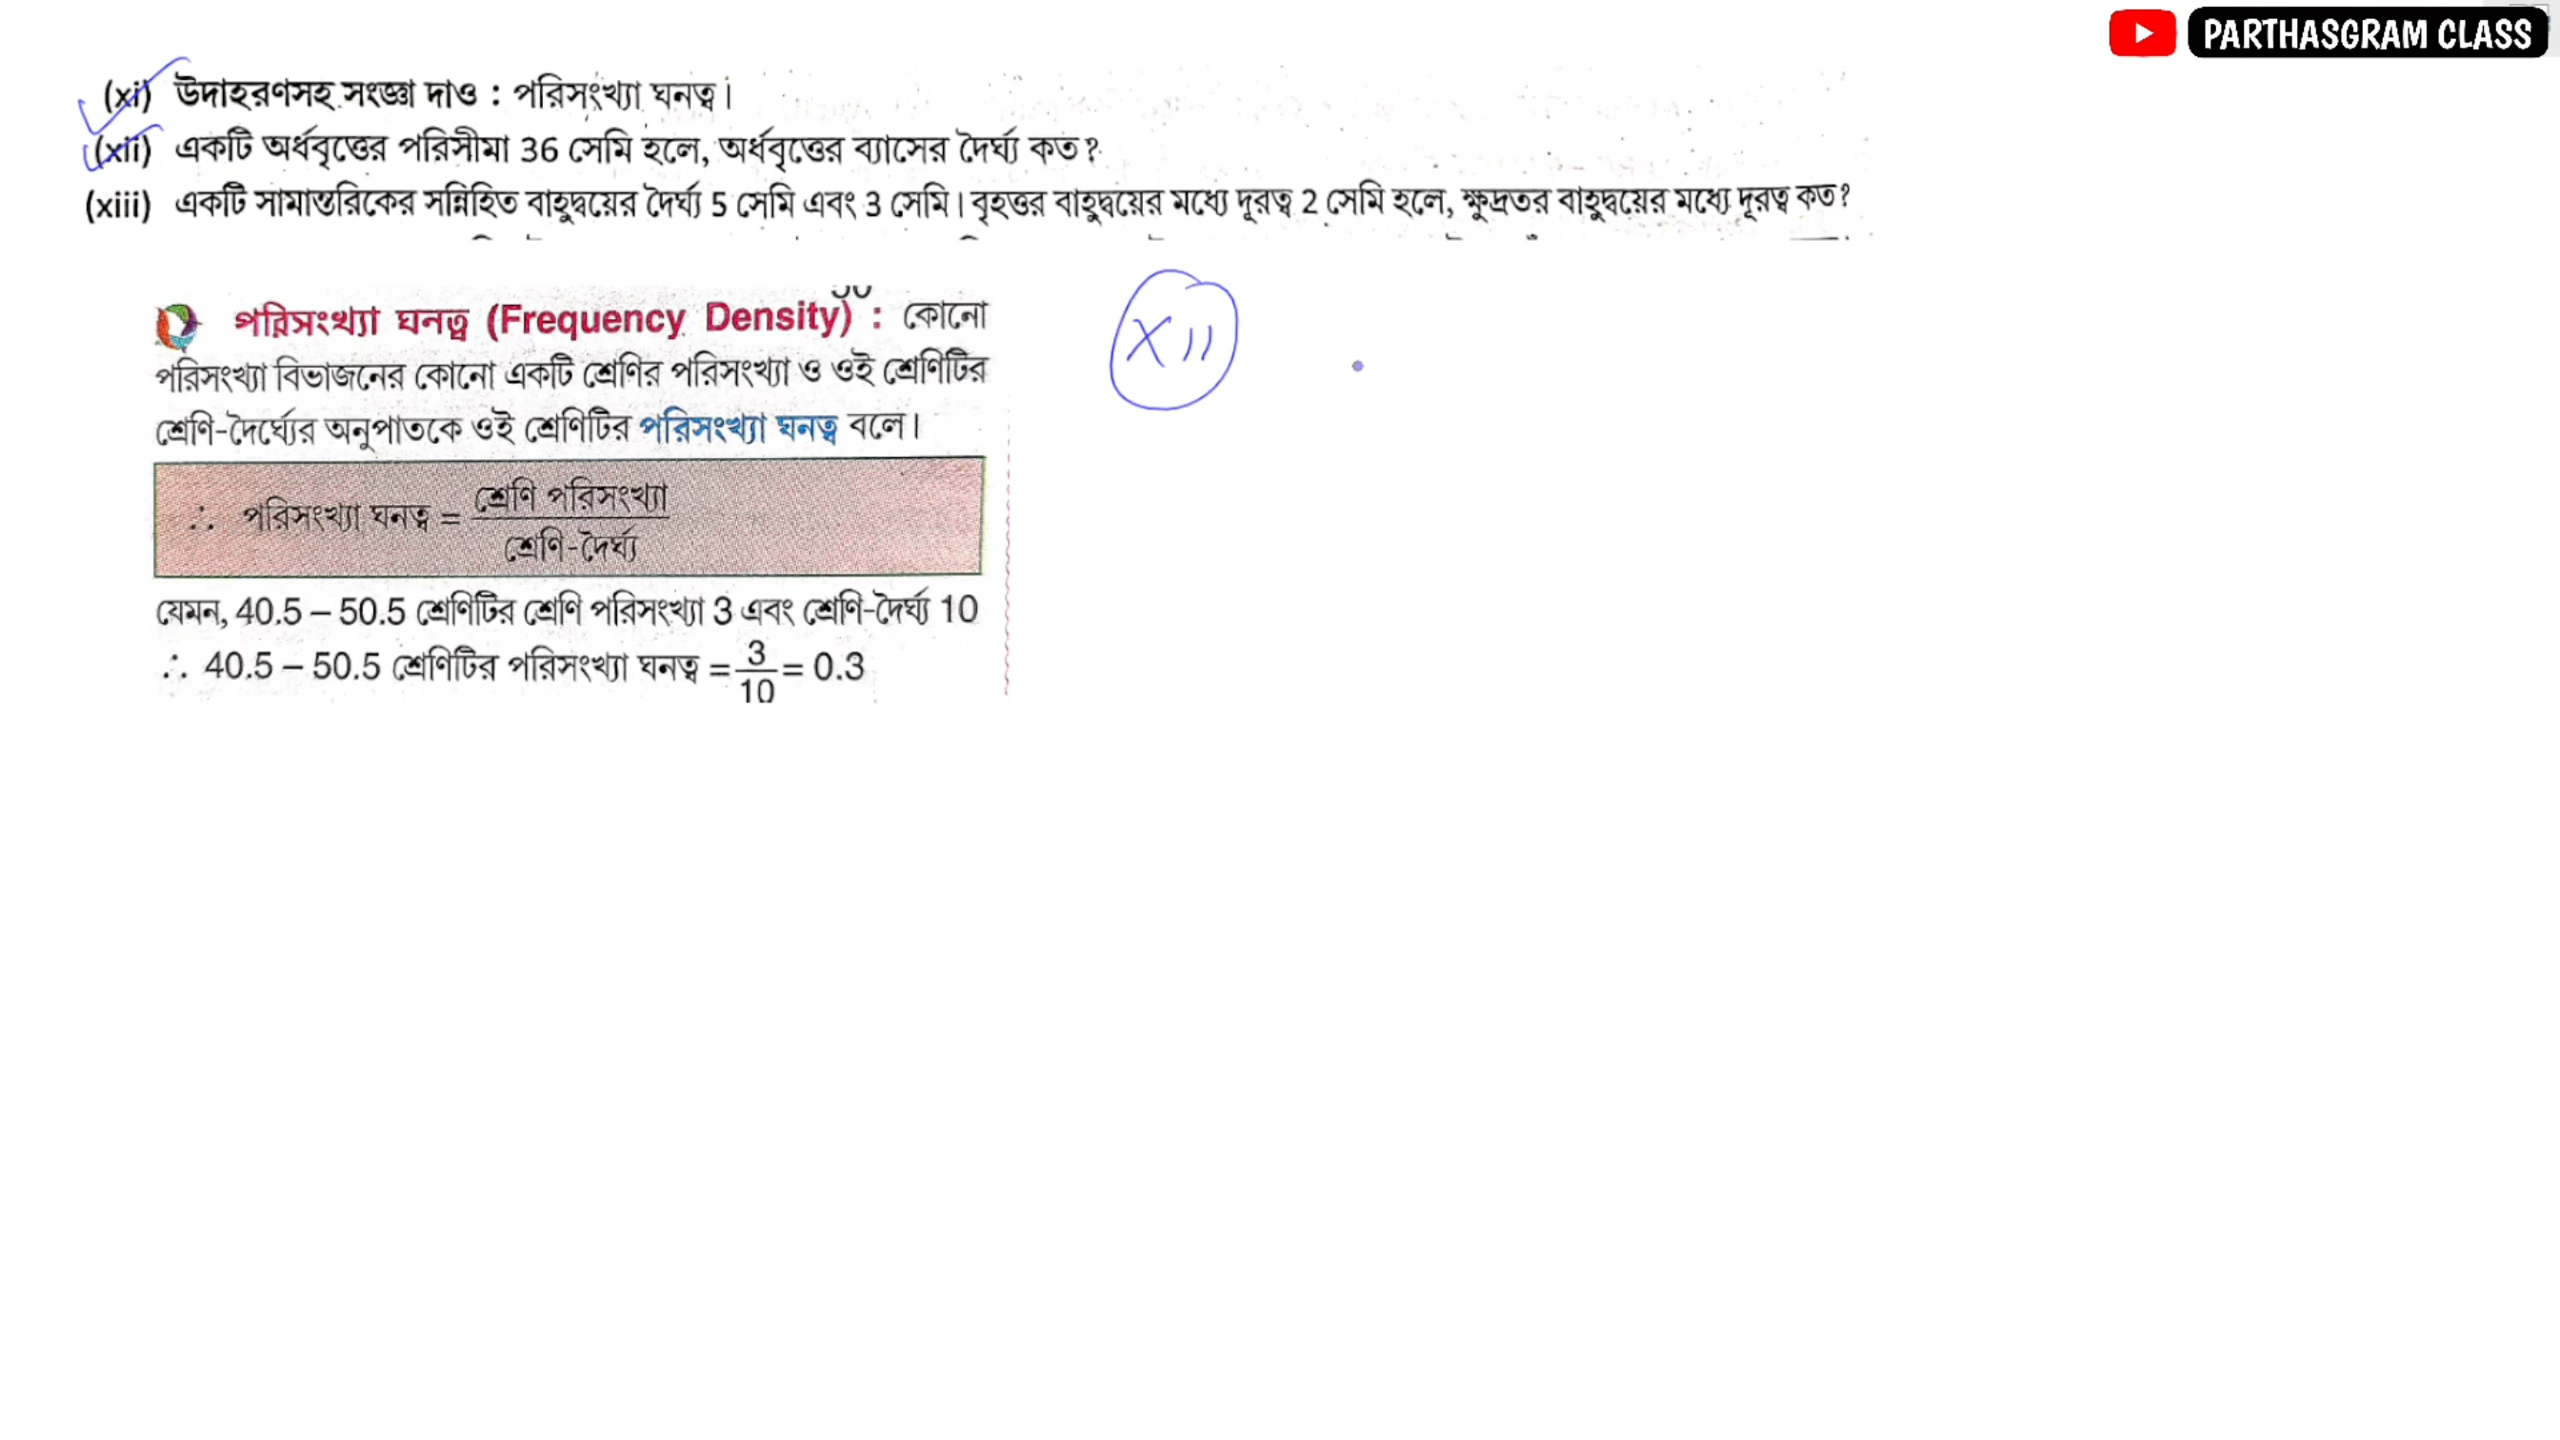 PARTHASGRAM CLASS
(xi) উদাহরণসহ সংজ্ঞা দাও : পরিসংখ্যা ঘনত্ব।
(xii) একটি অর্ধবৃত্তের পরিসীমা 36 সেমি হলে, অর্ধবৃত্তের ব্যাসের দৈর্ঘ্য কত?
(xiii) একটি সামান্তরিকের সন্নিহিত বাহুদ্বয়ের দৈর্ঘ্য 5 সেমি এবং 3 সেমি। বৃহত্তর বাহুদ্বয়ের মধ্যে দূরত্ব 2 সেমি হলে, ক্ষুদ্রতর বাহুদ্বয়ের মধ্যে দূরত্ব কত?
পরিসংখ্যা ঘনত্ব (Frequency Density) : কোনো
পরিসংখ্যা বিভাজনের কোনো একটি শ্রেণির পরিসংখ্যা ও ওই শ্রেণিটির
শ্রেণি-দৈর্ঘ্যের অনুপাতকে ওই শ্রেণিটির পরিসংখ্যা ঘনত্ব বলে।
∴ পরিসংখ্যা ঘনত্ব = শ্রেণি পরিসংখ্যা / শ্রেণি-দৈর্ঘ্য
যেমন, 40.5 – 50.5 শ্রেণিটির শ্রেণি পরিসংখ্যা 3 এবং শ্রেণি-দৈর্ঘ্য 10
∴ 40.5 – 50.5 শ্রেণিটির পরিসংখ্যা ঘনত্ব = 3/10 = 0.3
XII